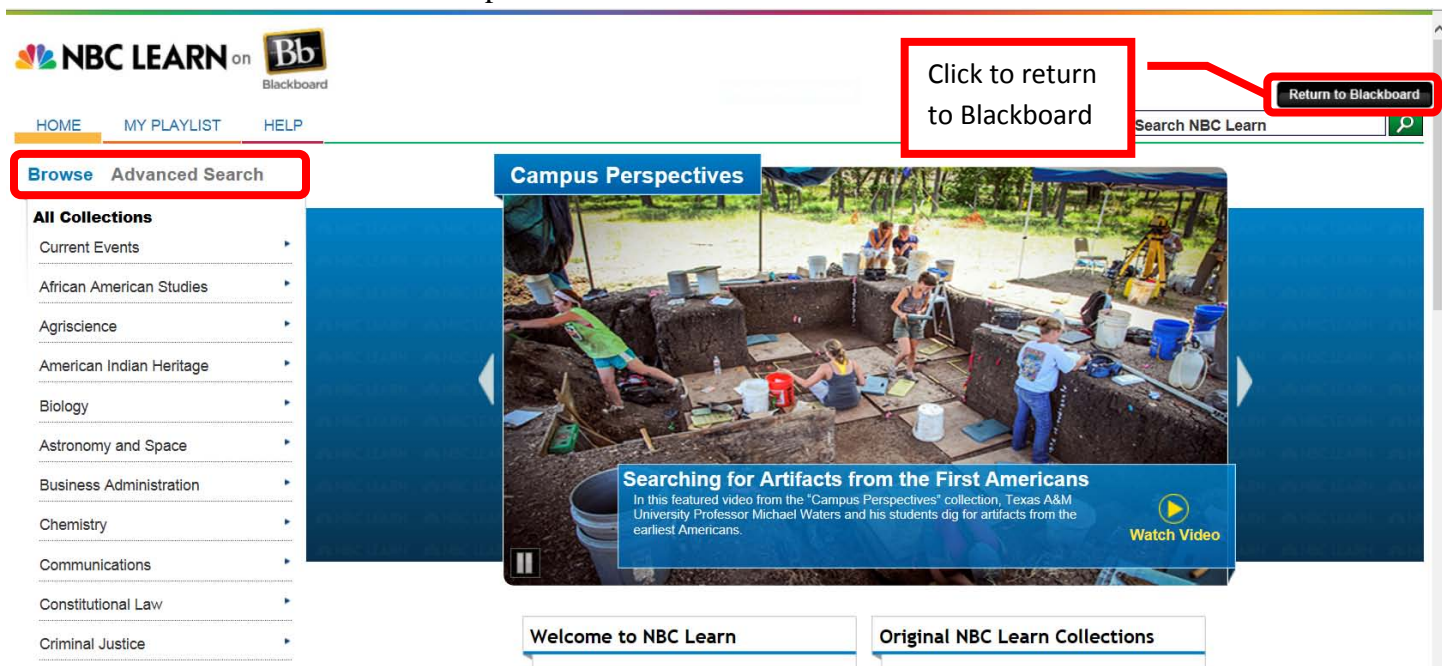 NBC LEARN on Bb
Blackboard
Click to return
to Blackboard
Return to Blackboard
HOME MY PLAYLIST HELP
Search NBC Learn
Browse Advanced Search
All Collections
Current Events
African American Studies
Agriscience
American Indian Heritage
Biology
Astronomy and Space
Business Administration
Chemistry
Communications
Constitutional Law
Criminal Justice
Campus Perspectives
Searching for Artifacts from the First Americans
In this featured video from the "Campus Perspectives" collection, Texas A&M
University Professor Michael Waters and his students dig for artifacts from the
earliest Americans.
Watch Video
Welcome to NBC Learn
Original NBC Learn Collections